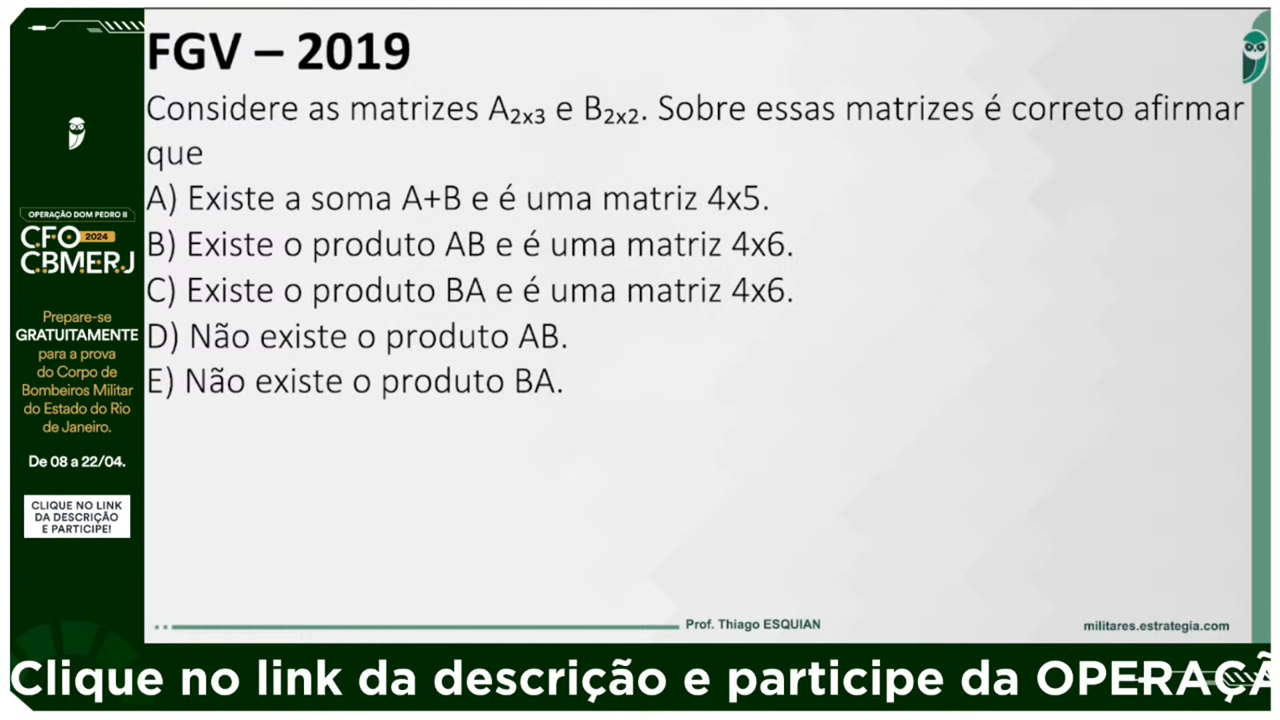 FGV – 2019
Considere as matrizes A₂ₓ₃ e B₂ₓ₂. Sobre essas matrizes é correto afirmar
que
A) Existe a soma A+B e é uma matriz 4x5.
B) Existe o produto AB e é uma matriz 4x6.
C) Existe o produto BA e é uma matriz 4x6.
D) Não existe o produto AB.
E) Não existe o produto BA.
OPERAÇÃO DOM PEDRO II
CFO 2024
CBMERJ
Prepare-se
GRATUITAMENTE
para a prova
do Corpo de
Bombeiros Militar
do Estado do Rio
de Janeiro.
De 08 a 22/04.
CLIQUE NO LINK
DA DESCRIÇÃO
E PARTICIPE!
Prof. Thiago ESQUIAN
militares.estrategia.com
Clique no link da descrição e participe da OPERAÇÃ